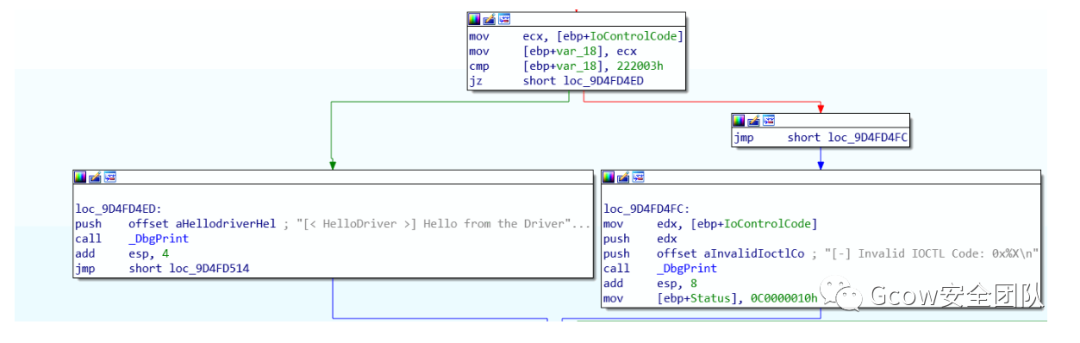 mov ecx, [ebp+IoControlCode]
mov [ebp+var_18], ecx
cmp [ebp+var_18], 222003h
jz short loc_9D4FD4ED
jmp short loc_9D4FD4FC
loc_9D4FD4ED:
push offset aHellodriverHel ; "[< HelloDriver >] Hello from the Driver"...
call _DbgPrint
add esp, 4
jmp short loc_9D4FD514
loc_9D4FD4FC:
mov edx, [ebp+IoControlCode]
push edx
push offset aInvalidIoctlCo ; "[-] Invalid IOCTL Code: 0x%X\n"
call _DbgPrint
add esp, 8
mov [ebp+Status], 0C0000010h
Gcow安全团队